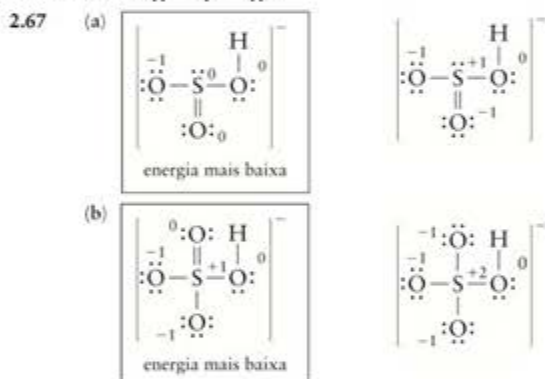 2.67 (a)
H
−1 0 0
:O—S—O:
:O: 0
−
energia mais baixa
H
−1 +1 0
:O—S—O:
:O: −1
−
(b)
0 :O: H
−1 +1 0
:O—S—O:
−1 :O:
−
energia mais baixa
−1 :O: H
−1 +2 0
:O—S—O:
−1 :O:
−